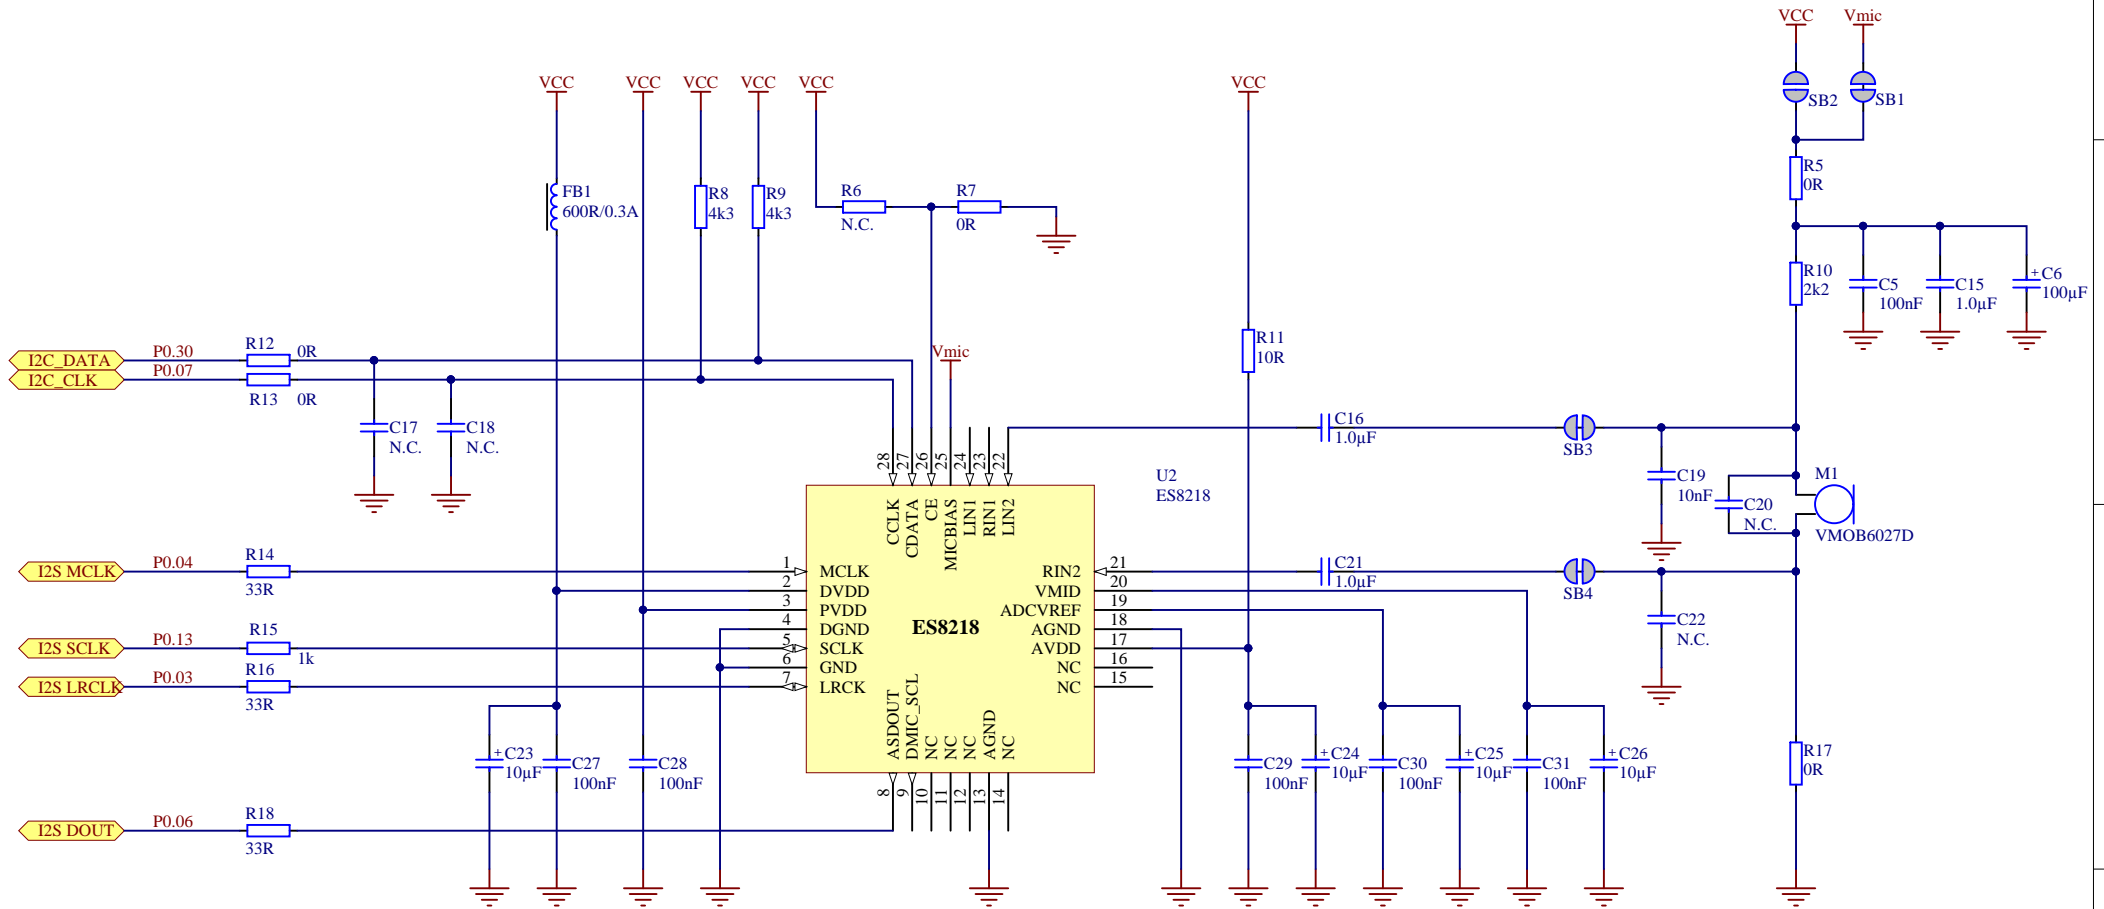 VCC Vmic
SB2 SB1
VCC VCC VCC VCC VCC VCC
R5
0R
FB1
600R/0.3A
R8
4k3
R9
4k3
R6
N.C.
R7
0R
R10
2k2
C5
100nF
C15
1.0µF
+ C6
100µF
R11
10R
I2C_DATA P0.30 R12 0R
I2C_CLK P0.07 R13 0R
Vmic
C17
N.C.
C18
N.C.
C16
1.0µF
SB3
C19
10nF
C20
N.C.
M1
VMOB6027D
U2
ES8218
28 27 26 25 24 23 22
CCLK CDATA CE MICBIAS LIN1 RIN1 LIN2
I2S MCLK P0.04 R14
33R
1 MCLK
2 DVDD
3 PVDD
4 DGND
5 SCLK
6 GND
7 LRCK
ES8218
RIN2 21
VMID 20
ADCVREF 19
AGND 18
AVDD 17
NC 16
NC 15
C21
1.0µF
SB4
C22
N.C.
I2S SCLK P0.13 R15
1k
I2S LRCLK P0.03 R16
33R
ASDOUT DMIC_SCL NC NC NC AGND NC
8 9 10 11 12 13 14
+ C23
10µF
C27
100nF
C28
100nF
C29
100nF
+ C24
10µF
C30
100nF
+ C25
10µF
C31
100nF
+ C26
10µF
R17
0R
I2S DOUT P0.06 R18
33R